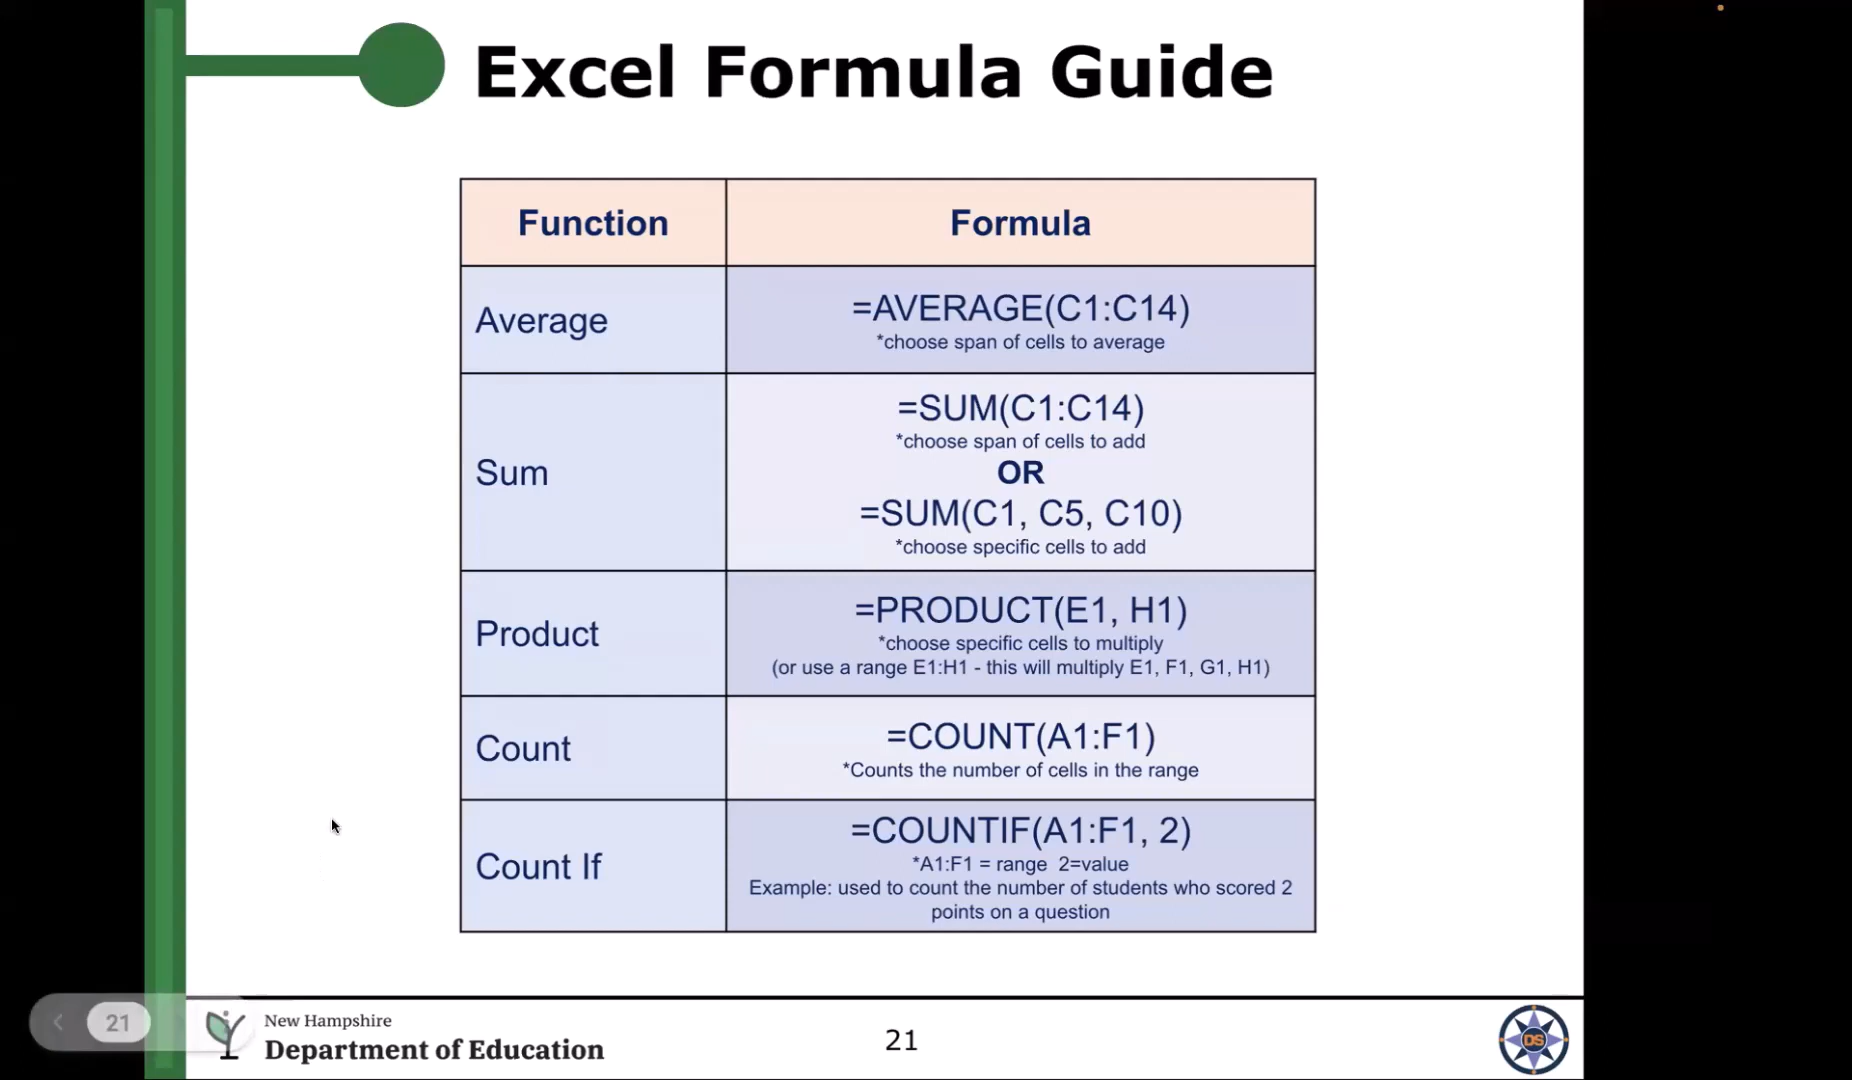 Excel Formula Guide
Function
Formula
Average
=AVERAGE(C1:C14)
*choose span of cells to average
Sum
=SUM(C1:C14)
*choose span of cells to add
OR
=SUM(C1, C5, C10)
*choose specific cells to add
Product
=PRODUCT(E1, H1)
*choose specific cells to multiply
(or use a range E1:H1 - this will multiply E1, F1, G1, H1)
Count
=COUNT(A1:F1)
*Counts the number of cells in the range
Count If
=COUNTIF(A1:F1, 2)
*A1:F1 = range  2=value
Example: used to count the number of students who scored 2
points on a question
21
New Hampshire
Department of Education
21
DS